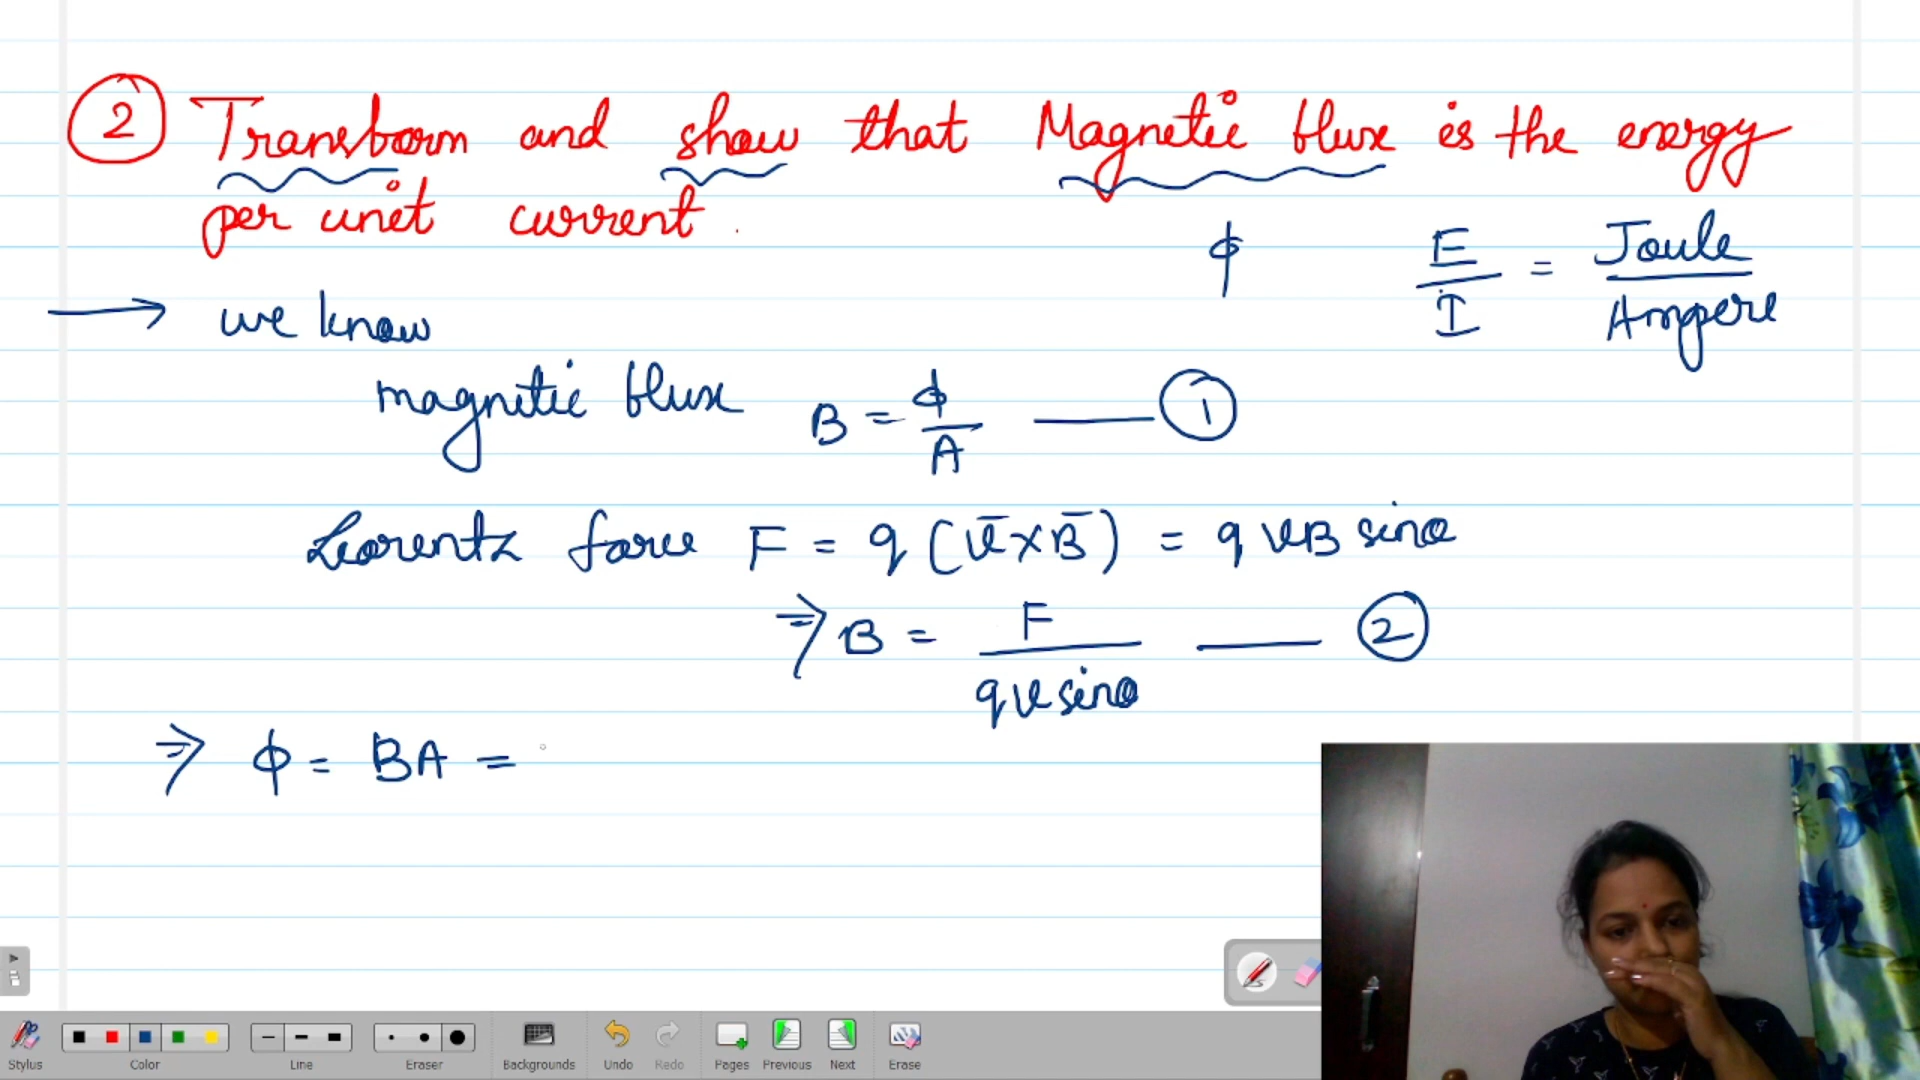 2 Transform and show that Magnetic flux is the energy
per unit current.
ϕ E/I = Joule/Ampere
→ we know
magnetic flux B = ϕ/A —— 1
Lorentz force F = q (v̄ × B̄) = q vB sinθ
⇒ B = F/(qv sinθ) —— 2
⇒ ϕ = BA =
Stylus Color Line Eraser Backgrounds Undo Redo Pages Previous Next Erase